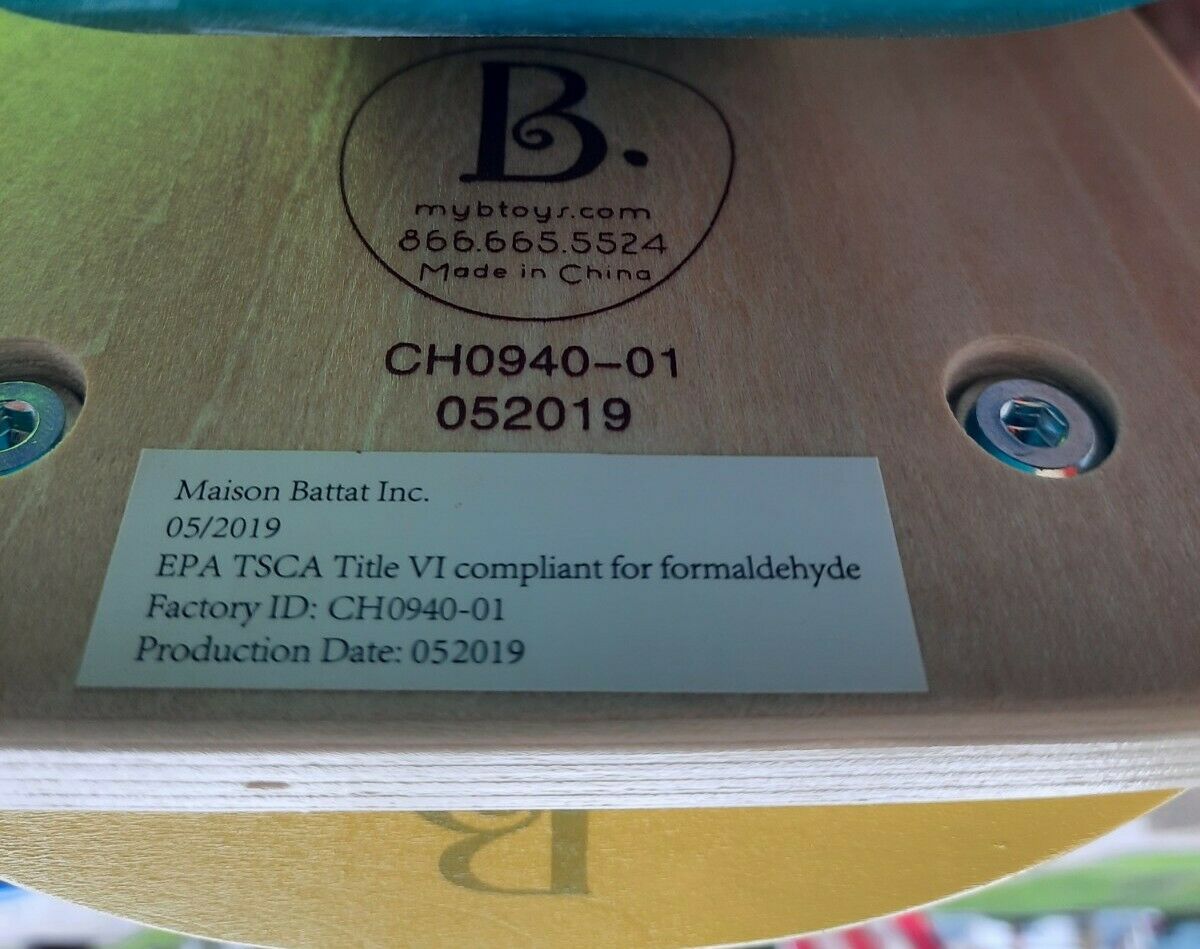 B.
mybtoys.com
866.665.5524
Made in China
CH0940-01
052019
Maison Battat Inc.
05/2019
EPA TSCA Title VI compliant for formaldehyde
Factory ID: CH0940-01
Production Date: 052019
B